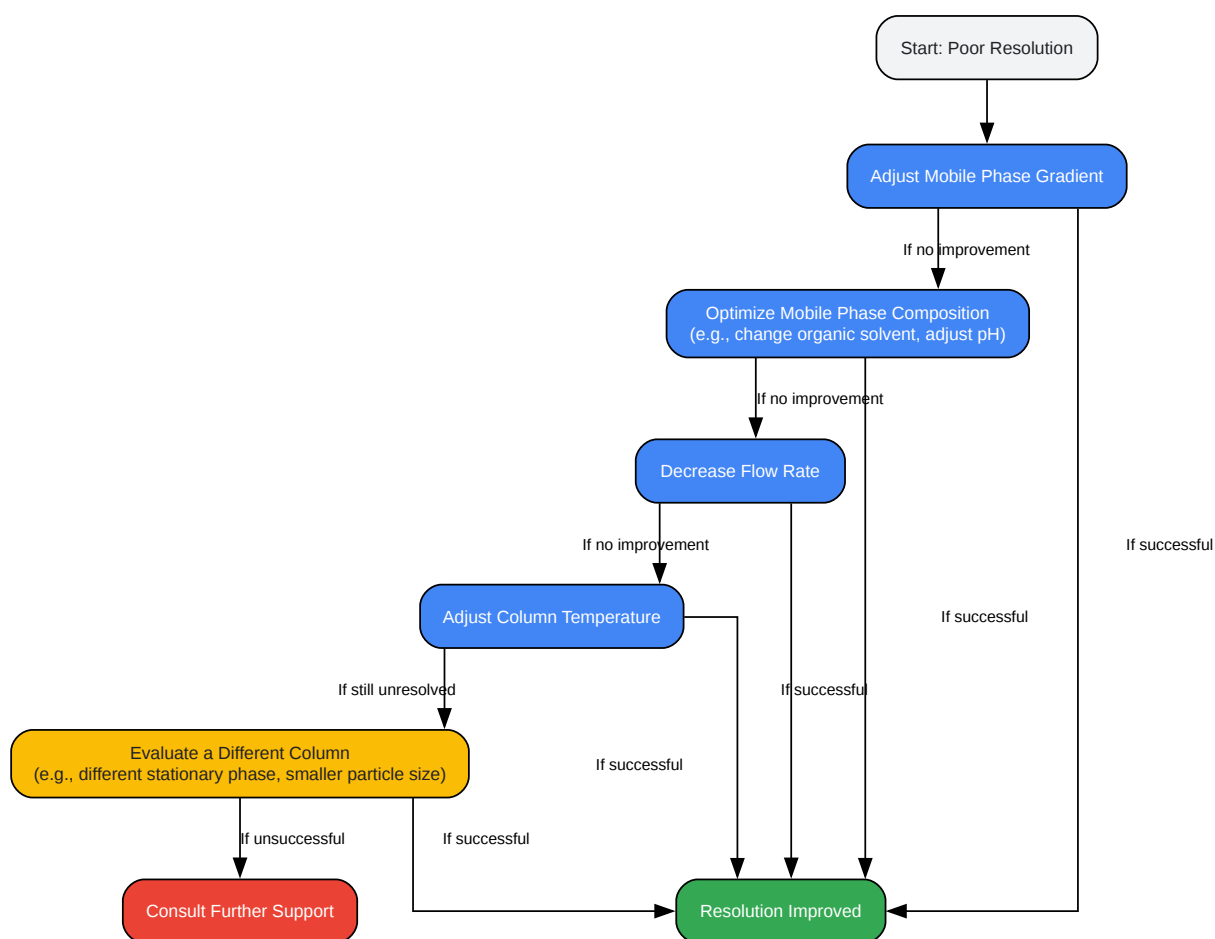 Start: Poor Resolution
Adjust Mobile Phase Gradient
If no improvement
Optimize Mobile Phase Composition
(e.g., change organic solvent, adjust pH)
If no improvement
Decrease Flow Rate
If no improvement
If successful
Adjust Column Temperature
If successful
If still unresolved
If successful
Evaluate a Different Column
(e.g., different stationary phase, smaller particle size)
If successful
If unsuccessful
If successful
Consult Further Support
Resolution Improved